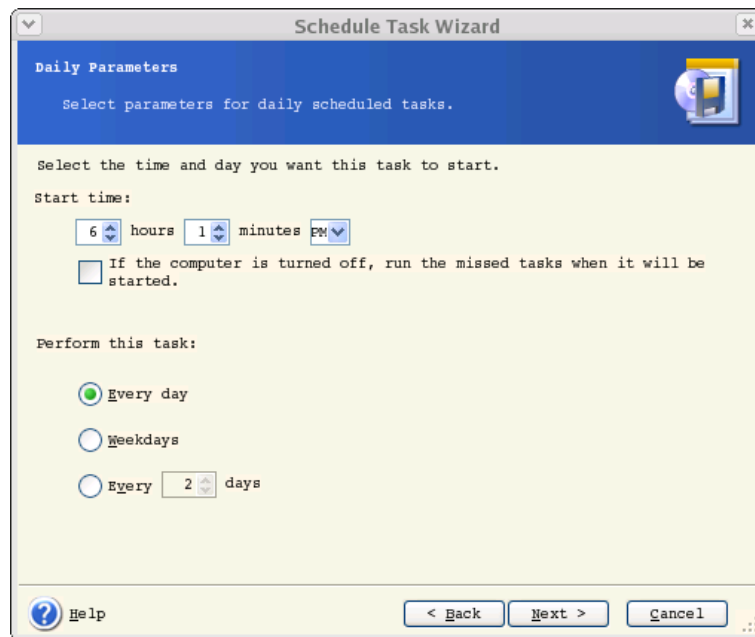 Schedule Task Wizard
Daily Parameters
Select parameters for daily scheduled tasks.
Select the time and day you want this task to start.
Start time:
6 hours 1 minutes PM
If the computer is turned off, run the missed tasks when it will be
started.
Perform this task:
Every day
Weekdays
Every 2 days
Help
< Back
Next >
Cancel